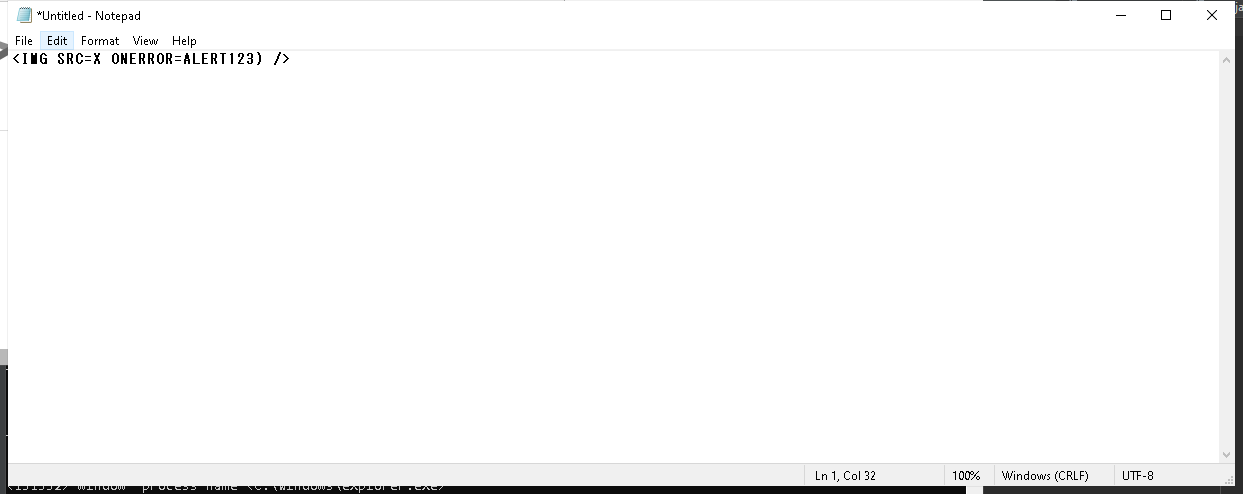 *Untitled - Notepad
File Edit Format View Help
<IMG SRC=X ONERROR=ALERT123) />
Ln 1, Col 32 100% Windows (CRLF) UTF-8